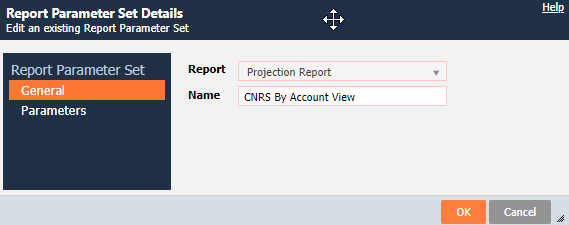 Report Parameter Set Details
Help
Edit an existing Report Parameter Set
Report Parameter Set
General
Parameters
Report
Projection Report
Name
CNRS By Account View
OK
Cancel